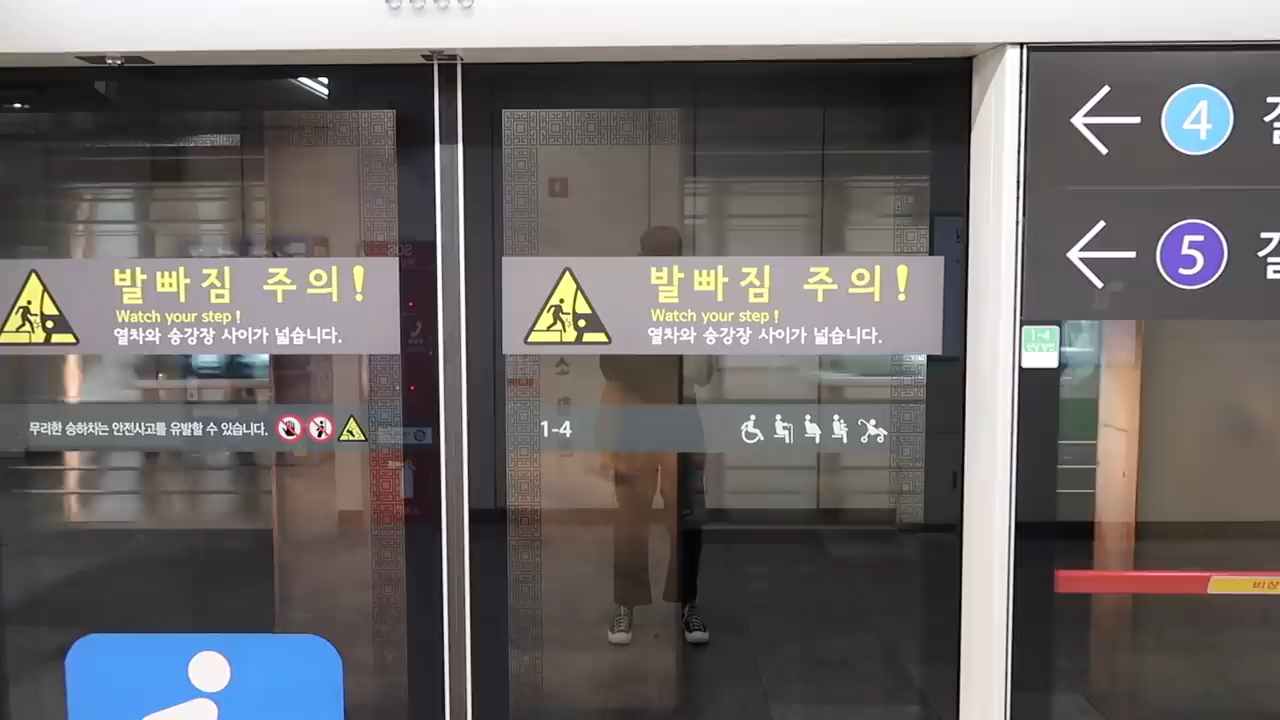 발빠짐 주의!
Watch your step!
열차와 승강장 사이가 넓습니다.
무리한 승하차는 안전사고를 유발할 수 있습니다.
발빠짐 주의!
Watch your step!
열차와 승강장 사이가 넓습니다.
1-4
4
5
1-4
비상
SOS